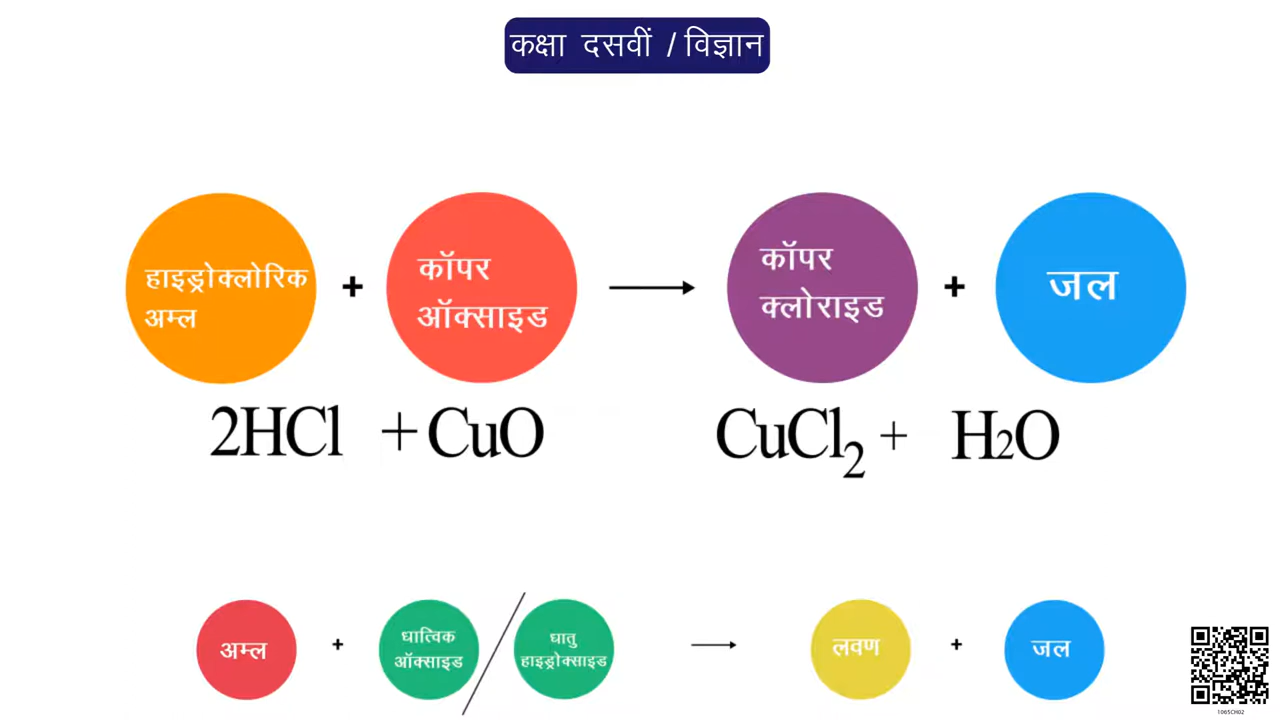 कक्षा दसवीं / विज्ञान
हाइड्रोक्लोरिक
अम्ल
+
कॉपर
ऑक्साइड
कॉपर
क्लोराइड
+
जल
2HCl + CuO
CuCl₂ + H₂O
अम्ल
+
धात्विक
ऑक्साइड
/
धातु
हाइड्रोक्साइड
लवण
+
जल
1065CH02